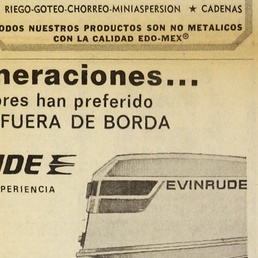 RIEGO-GOTEO-CHORREO-MINIASPERSION ★ CADENAS
ODOS NUESTROS PRODUCTOS SON NO METALICOS
CON LA CALIDAD EDO-MEX®
neraciones...
ores han preferido
FUERA DE BORDA
UDE E
PERIENCIA
EVINRUDE